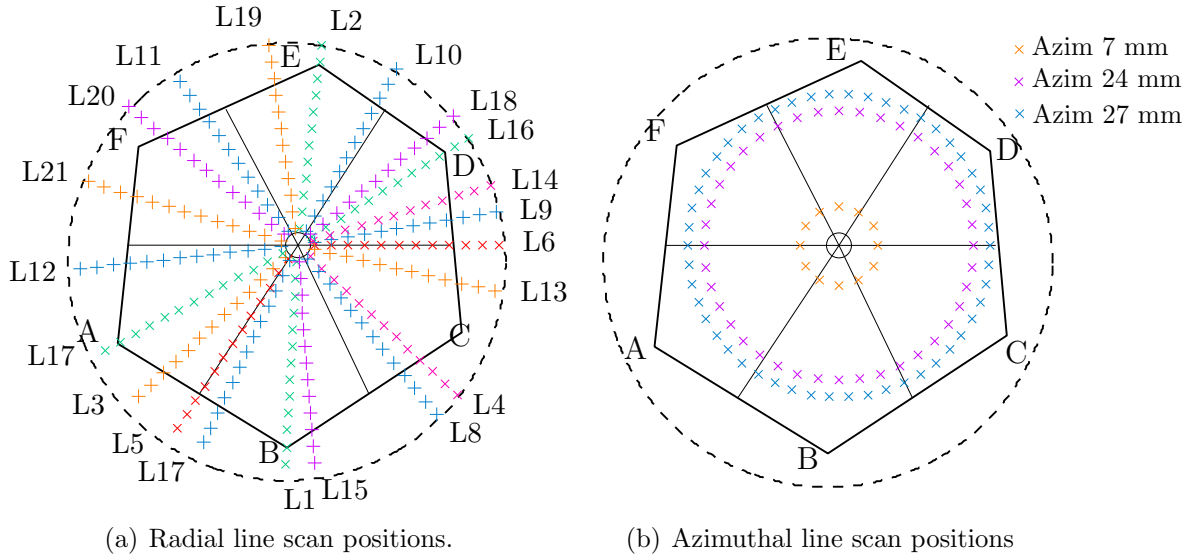 L19
L2
L11
E
L10
L20
L18
F
L16
D
L21
L14
L9
L6
L12
L13
A
L17
C
L3
L4
L5
B
L8
L17
L1
L15
(a) Radial line scan positions.
E
Azim 7 mm
Azim 24 mm
Azim 27 mm
F
D
A
C
B
(b) Azimuthal line scan positions